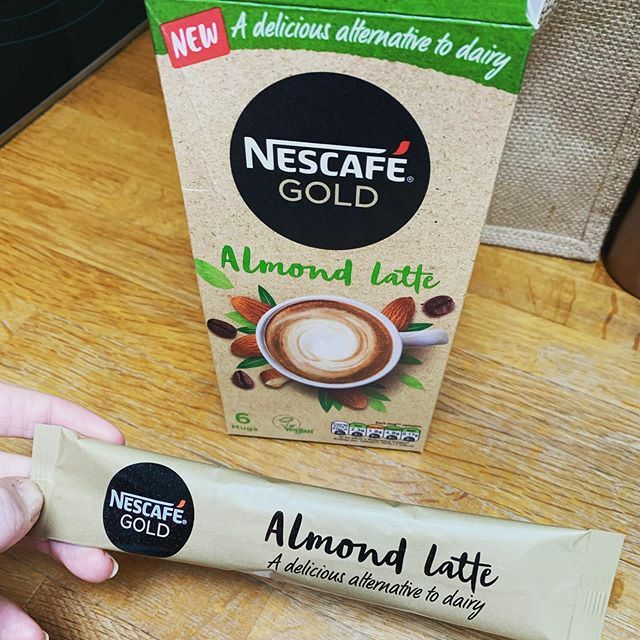 NEW A delicious alternative to dairy
NESCAFÉ®
GOLD
Almond Latte
6
Mugs
Vegan
NESCAFÉ®
GOLD
Almond Latte
A delicious alternative to dairy